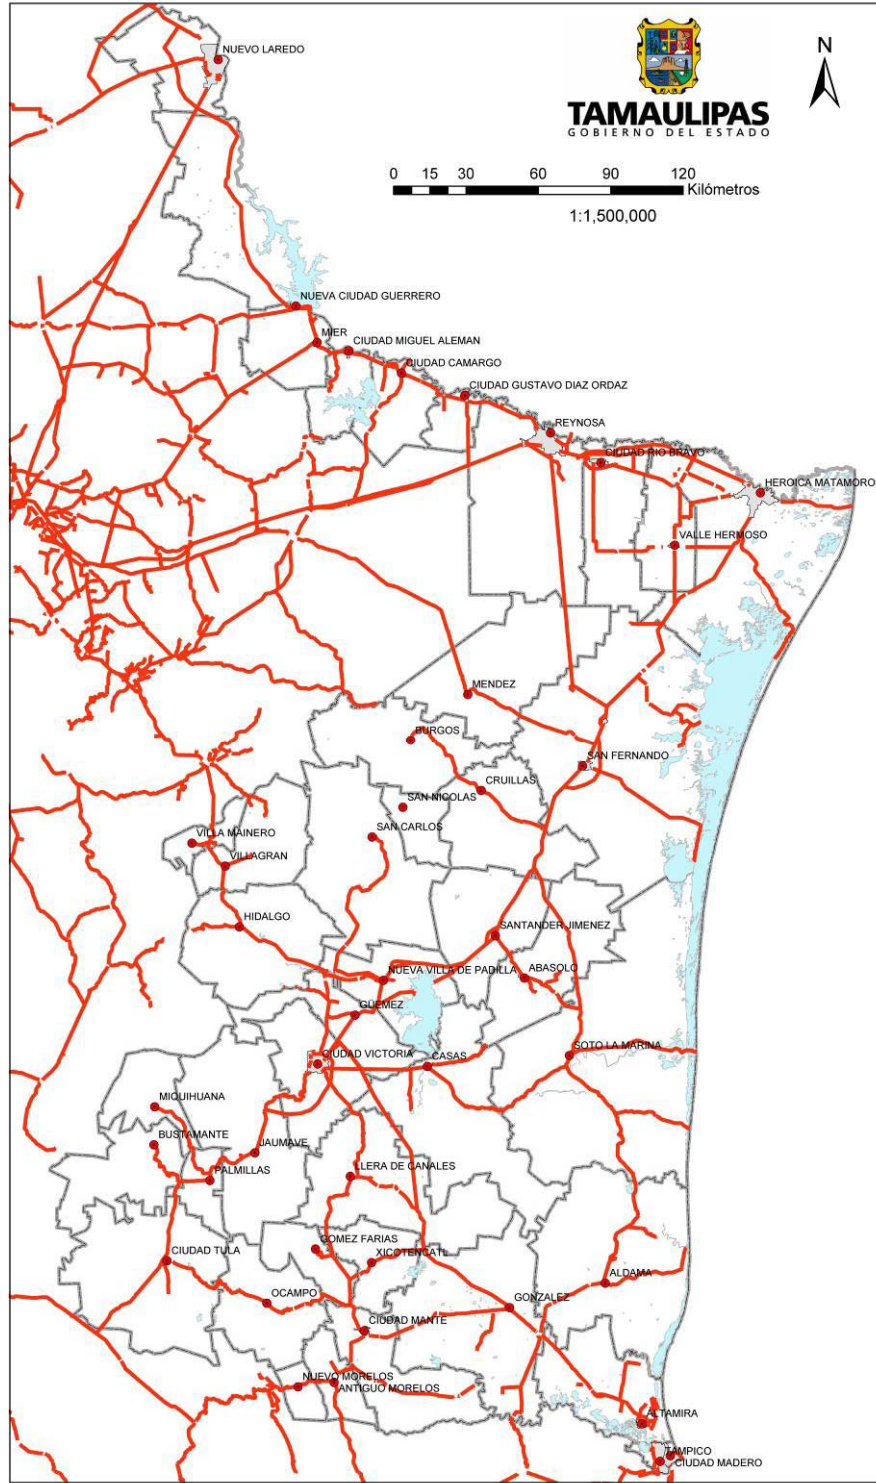 NUEVO LAREDO
TAMAULIPAS
GOBIERNO DEL ESTADO
N
0 15 30 60 90 120
Kilómetros
1:1,500,000
NUEVA CIUDAD GUERRERO
MIER
CIUDAD MIGUEL ALEMAN
CIUDAD CAMARGO
CIUDAD GUSTAVO DIAZ ORDAZ
REYNOSA
CIUDAD RIO BRAVO
HEROICA MATAMOROS
VALLE HERMOSO
MENDEZ
BURGOS
SAN FERNANDO
CRUILLAS
SAN NICOLAS
SAN CARLOS
VILLA MAINERO
VILLAGRAN
HIDALGO
SANTANDER JIMENEZ
NUEVA VILLA DE PADILLA
ABASOLO
GÜEMEZ
CIUDAD VICTORIA
CASAS
SOTO LA MARINA
MIQUIHUANA
BUSTAMANTE
JAUMAVE
PALMILLAS
LLERA DE CANALES
GOMEZ FARIAS
XICOTENCATL
CIUDAD TULA
ALDAMA
OCAMPO
GONZALEZ
CIUDAD MANTE
NUEVO MORELOS
ANTIGUO MORELOS
ALTAMIRA
TAMPICO
CIUDAD MADERO